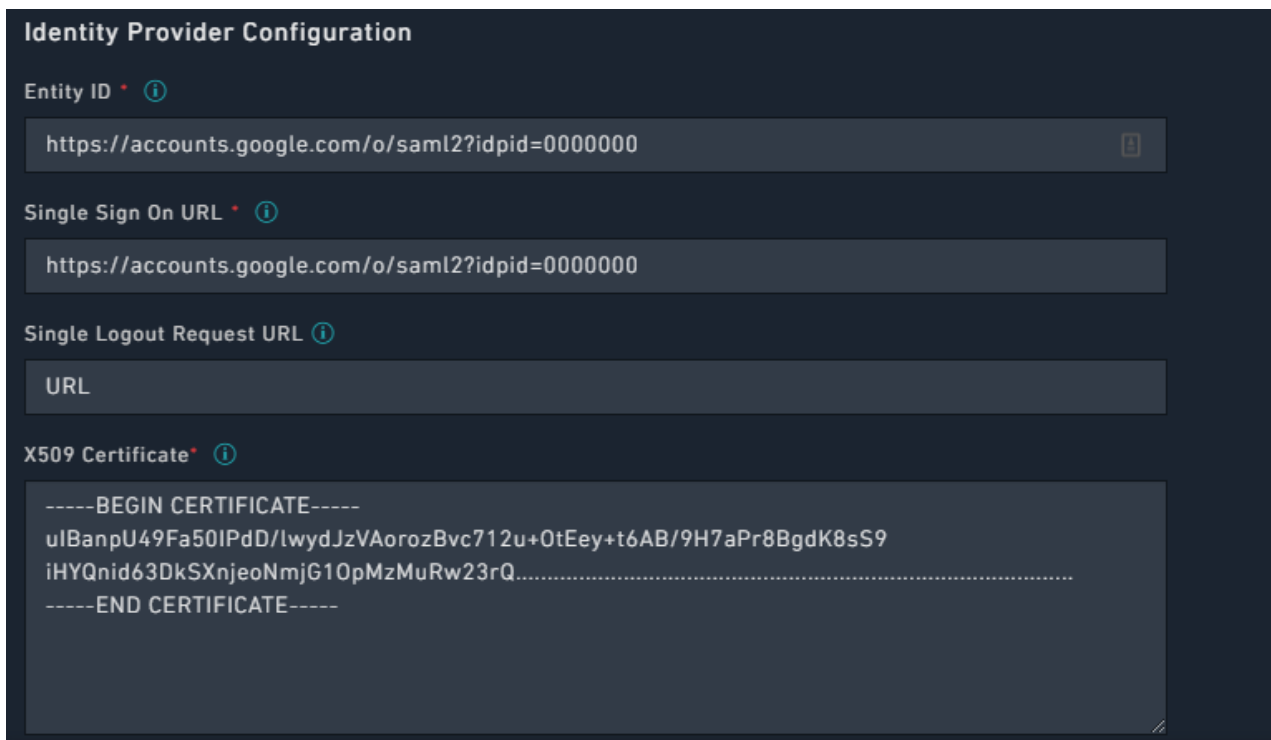 Identity Provider Configuration
Entity ID *
https://accounts.google.com/o/saml2?idpid=0000000
Single Sign On URL *
https://accounts.google.com/o/saml2?idpid=0000000
Single Logout Request URL
URL
X509 Certificate*
-----BEGIN CERTIFICATE-----
uIBanpU49Fa50IPdD/lwydJzVAorozBvc712u+OtEey+t6AB/9H7aPr8BgdK8sS9
iHYQnid63DkSXnjeoNmjG1OpMzMuRw23rQ...........................................................................................
-----END CERTIFICATE-----